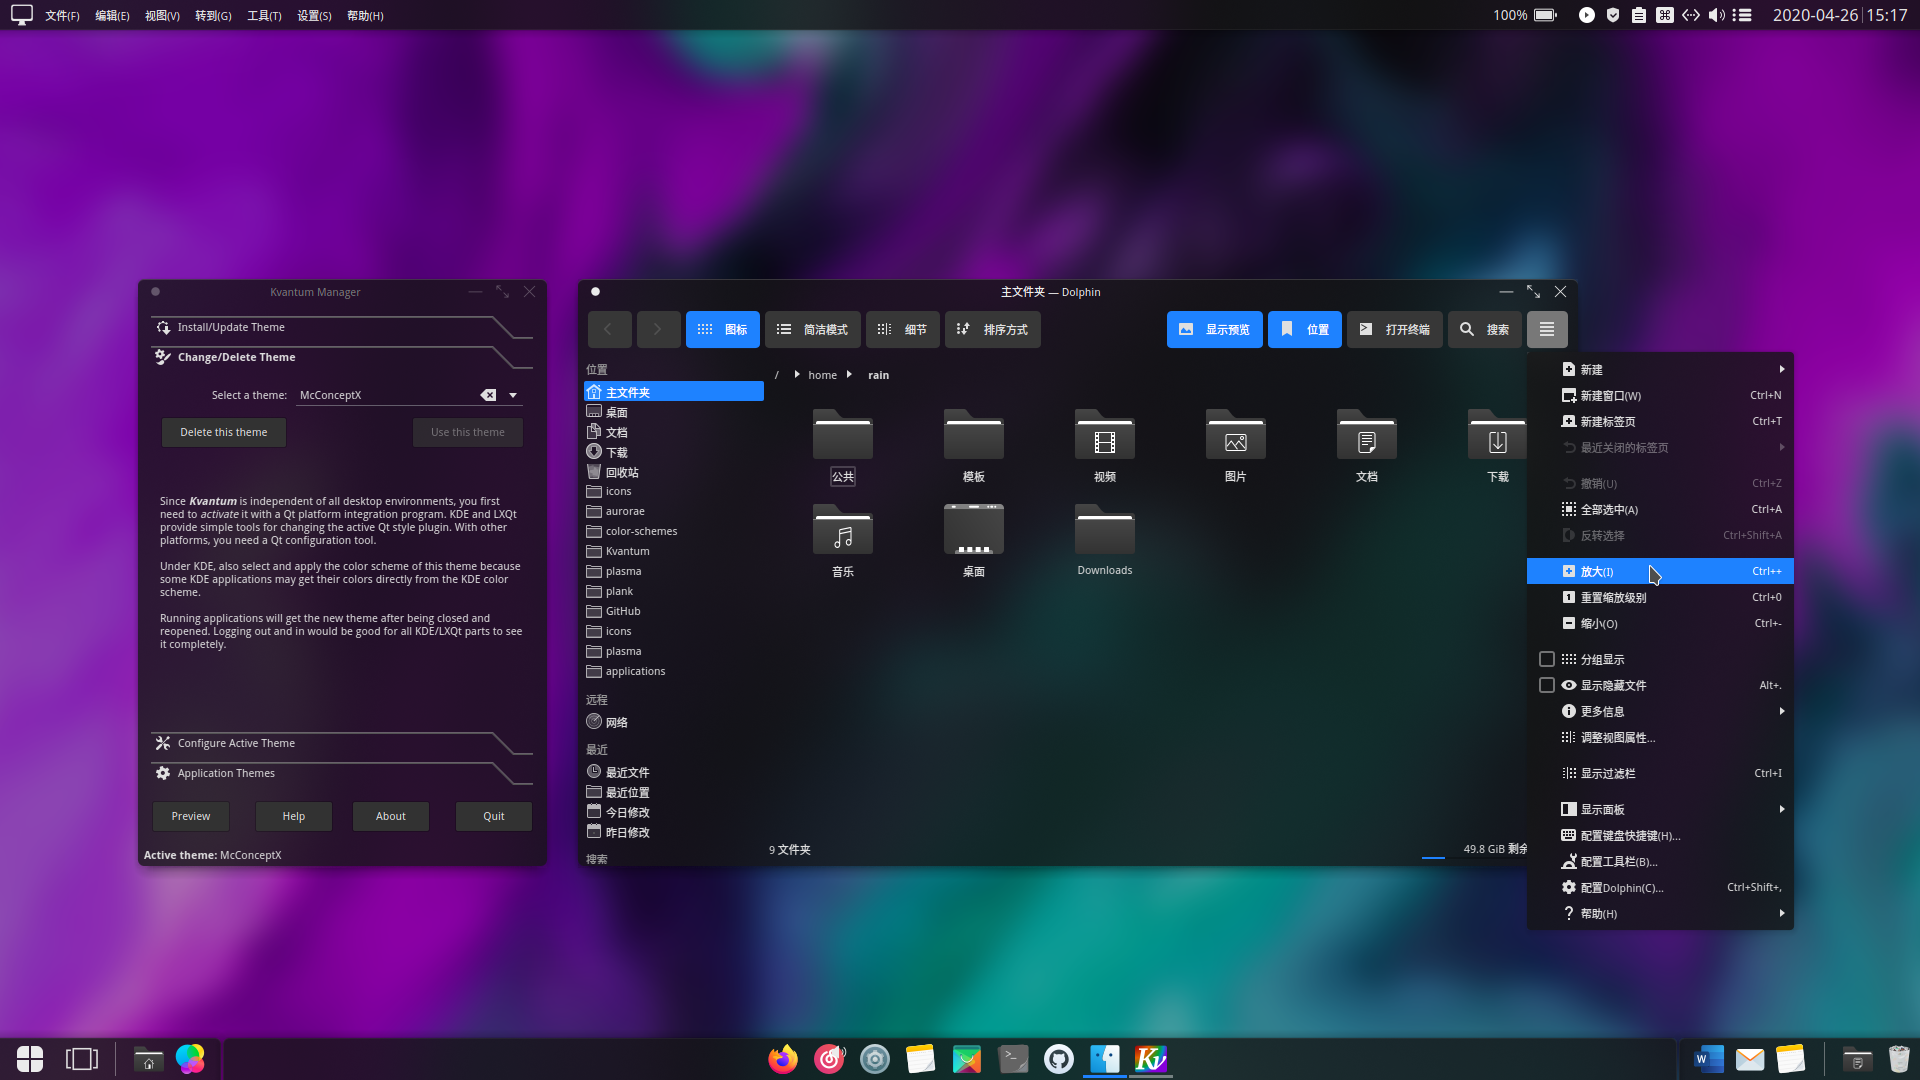 文件(F) 编辑(E) 视图(V) 转到(G) 工具(T) 设置(S) 帮助(H) 100% 2020-04-26 15:17
Kvantum Manager
Install/Update Theme
Change/Delete Theme
Select a theme: McConceptX
Delete this theme Use this theme
Since Kvantum is independent of all desktop environments, you first
need to activate it with a Qt platform integration program. KDE and LXQt
provide simple tools for changing the active Qt style plugin. With other
platforms, you need a Qt configuration tool.
Under KDE, also select and apply the color scheme of this theme because
some KDE applications may get their colors directly from the KDE color
scheme.
Running applications will get the new theme after being closed and
reopened. Logging out and in would be good for all KDE/LXQt parts to see
it completely.
Configure Active Theme
Application Themes
Preview Help About Quit
Active theme: McConceptX
主文件夹 — Dolphin
图标 简洁模式 细节 排序方式 显示预览 位置 打开终端 搜索
位置
主文件夹
桌面
文档
下载
回收站
icons
aurorae
color-schemes
Kvantum
plasma
plank
GitHub
icons
plasma
applications
远程
网络
最近
最近文件
最近位置
今日修改
昨日修改
搜索
/ home rain
公共 模板 视频 图片 文档 下载
音乐 桌面 Downloads
9 文件夹 49.8 GiB 剩余
新建
新建窗口(W) Ctrl+N
新建标签页 Ctrl+T
最近关闭的标签页
撤销(U) Ctrl+Z
全部选中(A) Ctrl+A
反转选择 Ctrl+Shift+A
放大(I) Ctrl++
重置缩放级别 Ctrl+0
缩小(O) Ctrl+-
分组显示
显示隐藏文件 Alt+.
更多信息
调整视图属性...
显示过滤栏 Ctrl+I
显示面板
配置键盘快捷键(H)...
配置工具栏(B)...
配置Dolphin(C)... Ctrl+Shift+,
帮助(H)
Kv
W